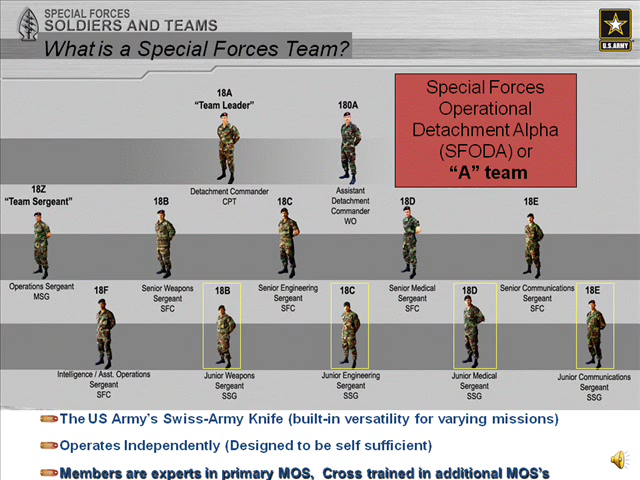 SPECIAL FORCES
SOLDIERS AND TEAMS
U.S.ARMY
What is a Special Forces Team?
Special Forces
Operational
Detachment Alpha
(SFODA) or
“A” team
18A
“Team Leader”
Detachment Commander
CPT
180A
Assistant
Detachment
Commander
WO
18Z
“Team Sergeant”
Operations Sergeant
MSG
18B
Senior Weapons
Sergeant
SFC
18C
Senior Engineering
Sergeant
SFC
18D
Senior Medical
Sergeant
SFC
18E
Senior Communications
Sergeant
SFC
18F
Intelligence / Asst. Operations
Sergeant
SFC
18B
Junior Weapons
Sergeant
SSG
18C
Junior Engineering
Sergeant
SSG
18D
Junior Medical
Sergeant
SSG
18E
Junior Communications
Sergeant
SSG
The US Army’s Swiss-Army Knife (built-in versatility for varying missions)
Operates Independently (Designed to be self sufficient)
Members are experts in primary MOS, Cross trained in additional MOS’s